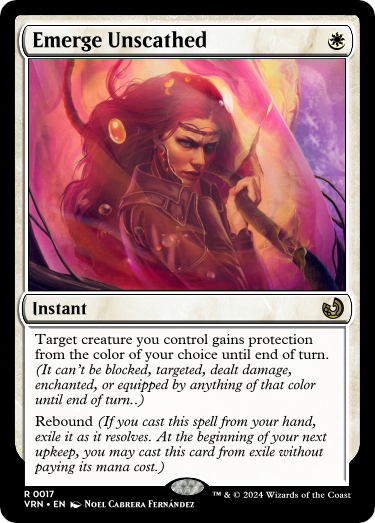 Emerge Unscathed
Instant
Target creature you control gains protection
from the color of your choice until end of turn.
(It can't be blocked, targeted, dealt damage,
enchanted, or equipped by anything of that color
until end of turn..)
Rebound (If you cast this spell from your hand,
exile it as it resolves. At the beginning of your next
upkeep, you may cast this card from exile without
paying its mana cost.)
R 0017
VRN • EN Noel Cabrera Fernández
™ & © 2024 Wizards of the Coast